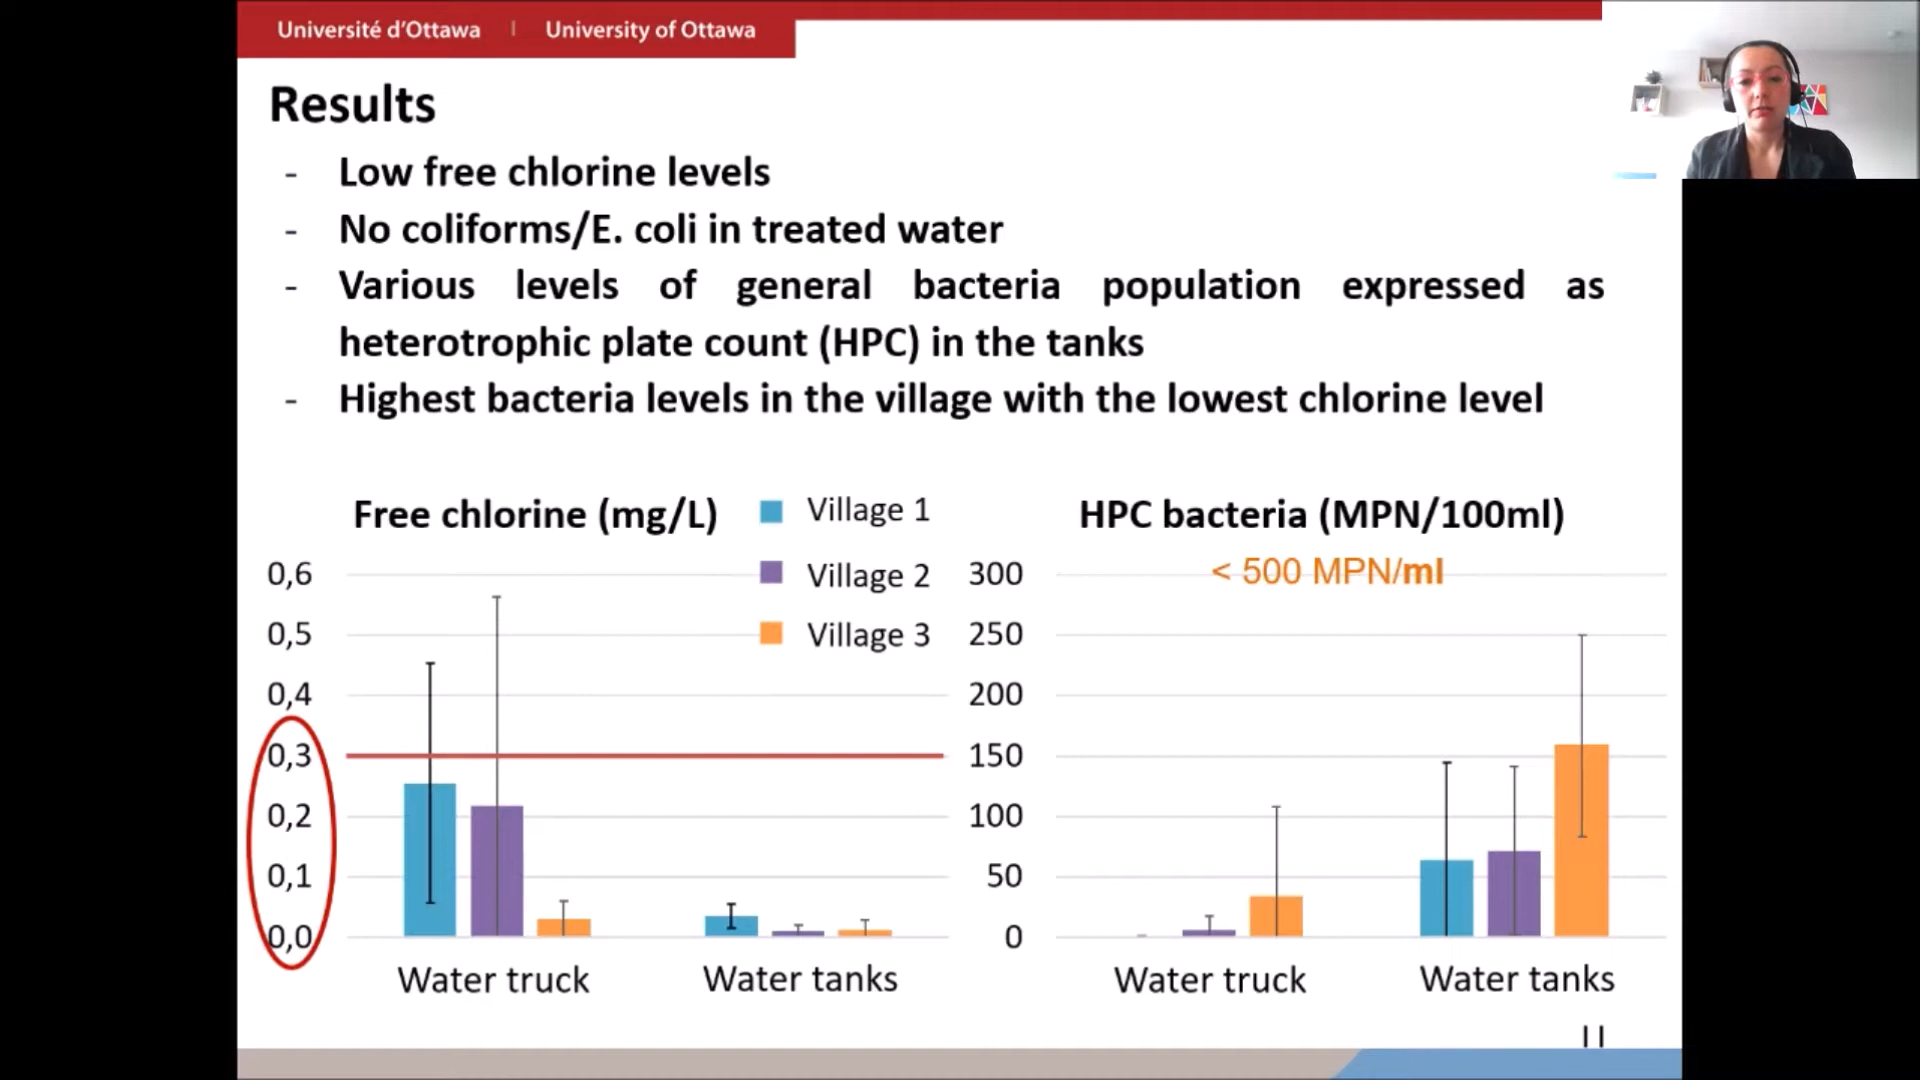 Université d'Ottawa | University of Ottawa
Results
- Low free chlorine levels
- No coliforms/E. coli in treated water
- Various levels of general bacteria population expressed as
heterotrophic plate count (HPC) in the tanks
- Highest bacteria levels in the village with the lowest chlorine level
Free chlorine (mg/L)
Village 1
Village 2
Village 3
0,6
0,5
0,4
0,3
0,2
0,1
0,0
Water truck
Water tanks
HPC bacteria (MPN/100ml)
< 500 MPN/ml
300
250
200
150
100
50
0
Water truck
Water tanks
11